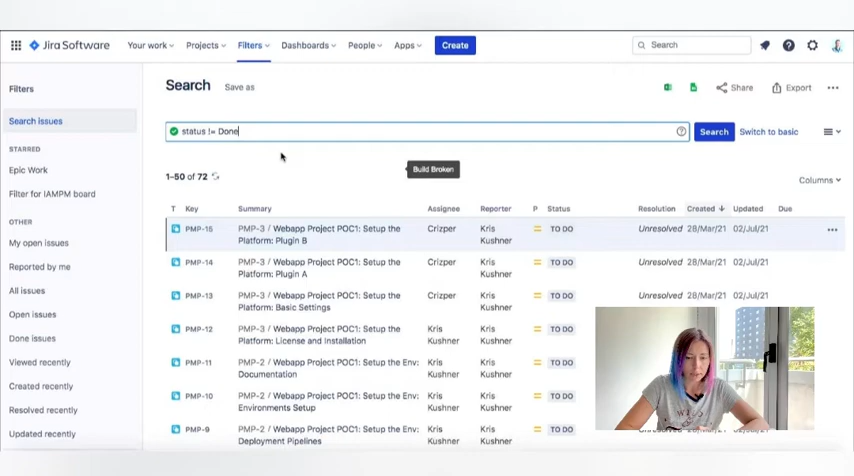 Jira Software Your work Projects Filters Dashboards People Apps Create Search
Filters
Search issues
STARRED
Epic Work
Filter for IAMPM board
OTHER
My open issues
Reported by me
All issues
Open issues
Done issues
Viewed recently
Created recently
Resolved recently
Updated recently
Search Save as Share Export
status != Done Search Switch to basic
Build Broken
1–50 of 72
Columns
T Key Summary Assignee Reporter P Status Resolution Created Updated Due
PMP-15 PMP-3 / Webapp Project POC1: Setup the Crizper Kris TO DO Unresolved 28/Mar/21 02/Jul/21
Platform: Plugin B Kushner
PMP-14 PMP-3 / Webapp Project POC1: Setup the Crizper Kris TO DO Unresolved 28/Mar/21 02/Jul/21
Platform: Plugin A Kushner
PMP-13 PMP-3 / Webapp Project POC1: Setup the Crizper Kris TO DO Unresolved 28/Mar/21 02/Jul/21
Platform: Basic Settings Kushner
PMP-12 PMP-3 / Webapp Project POC1: Setup the Kris Kris TO DO
Platform: License and Installation Kushner Kushner
PMP-11 PMP-2 / Webapp Project POC1: Setup the Env: Kris Kris TO DO
Documentation Kushner Kushner
PMP-10 PMP-2 / Webapp Project POC1: Setup the Env: Kris Kris TO DO
Environments Setup Kushner Kushner
PMP-9 PMP-2 / Webapp Project POC1: Setup the Env: Kris Kris TO DO
Deployment Pipelines Kushner Kushner